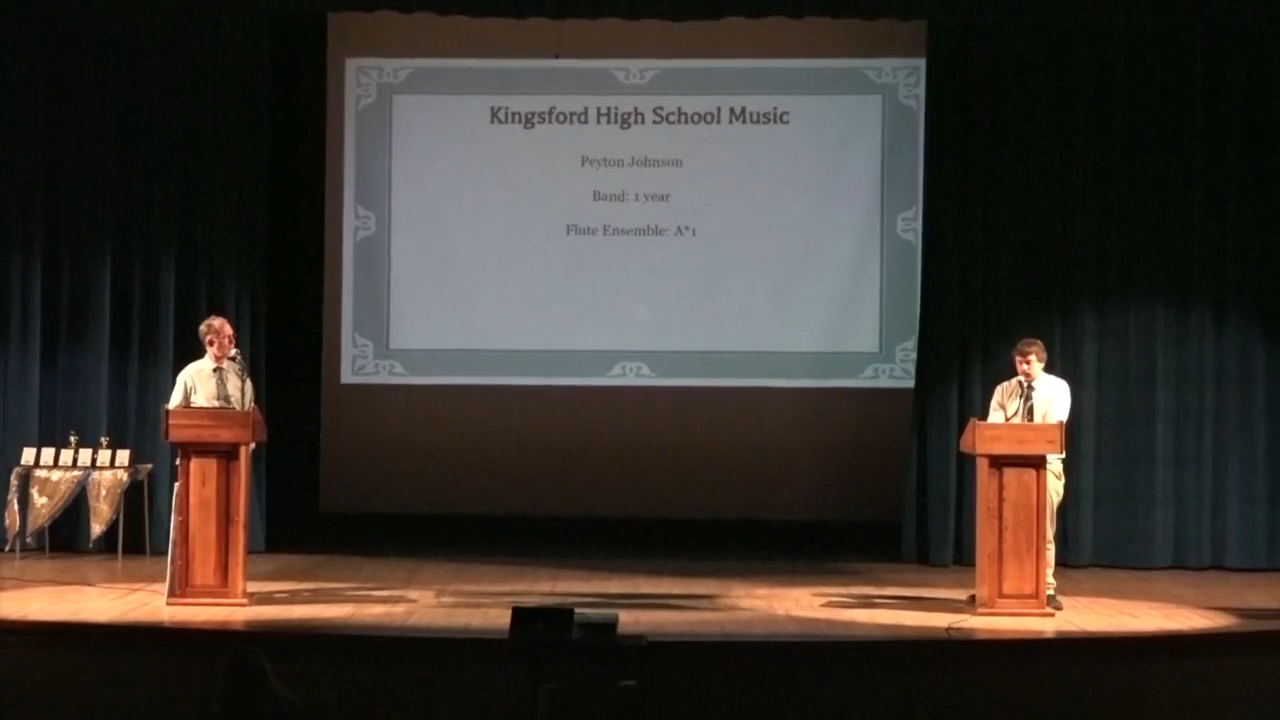 Kingsford High School Music
Peyton Johnson
Band: 1 year
Flute Ensemble: A*1